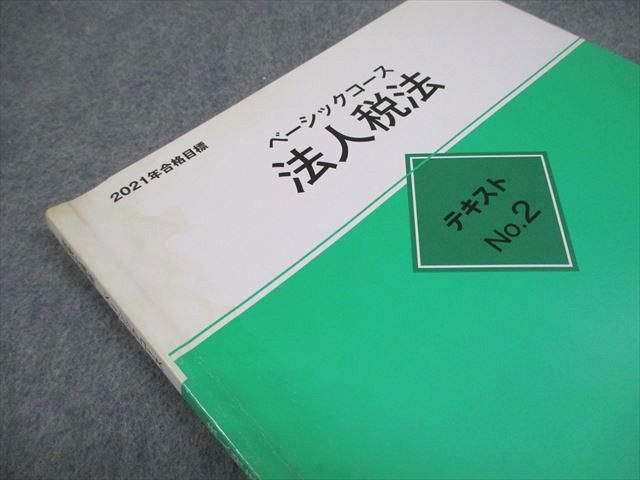 2021年合格目標
ベーシックコース
法人税法
テキスト
No.2